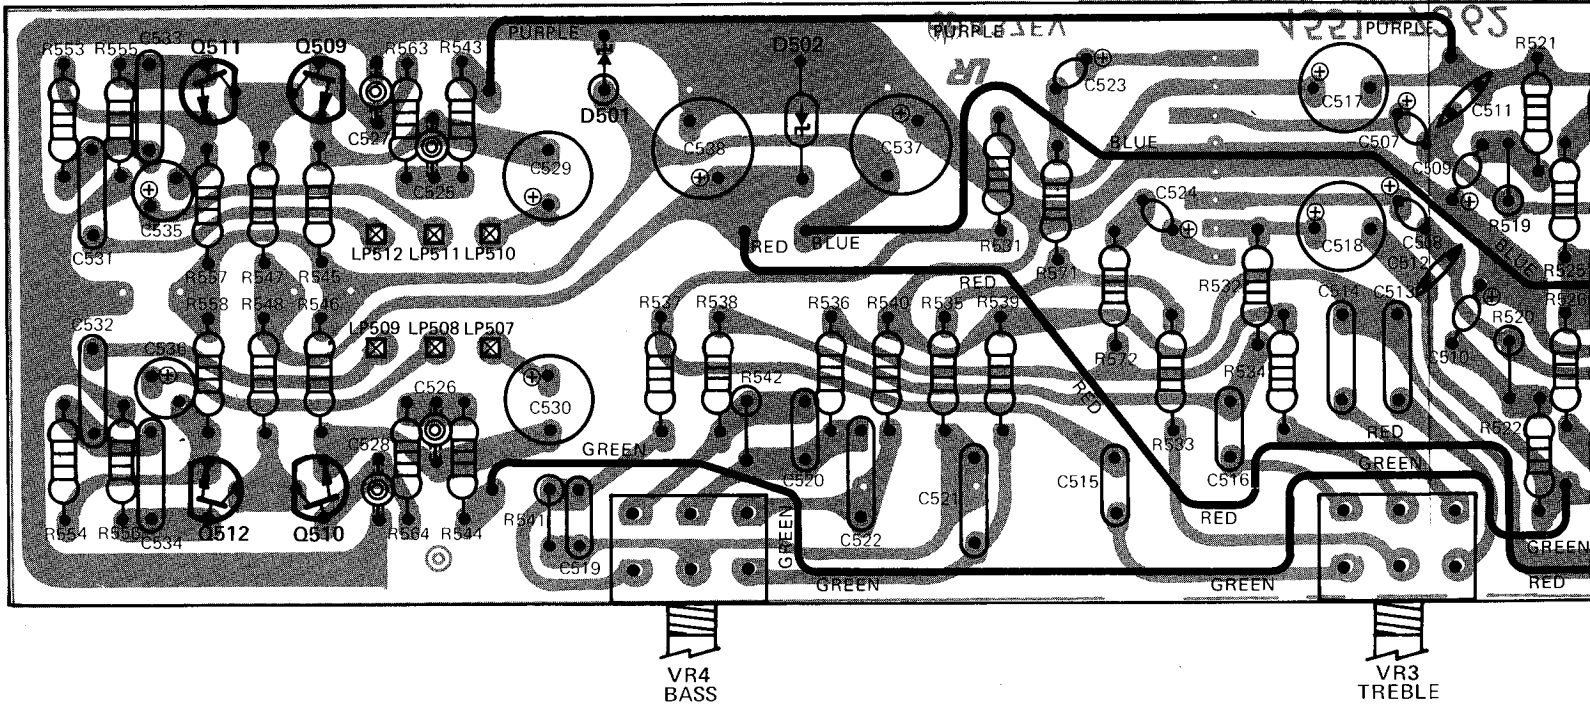 PURPLE
PURPLE
PURPLE
R553
R555
C533
Q511
Q509
R563
R543
D501
D502
C523
C517
C511
R521
C527
C525
C529
C538
C537
BLUE
C507
C509
C531
C535
R557
R547
R545
LP512
LP511
LP510
RED
BLUE
R531
R571
C524
C518
C508
C512
R519
BLUE
R525
RED
R532
C514
C513
R526
R520
C532
C536
R558
R548
R546
LP509
LP508
LP507
R537
R538
R536
R540
R535
R539
R572
R534
C510
C526
C530
R542
RED
R533
R522
C528
GREEN
RED
GREEN
C520
C521
C515
C516
R554
R556
C534
Q512
Q510
R564
R544
R541
C519
GREEN
C522
RED
GREEN
GREEN
GREEN
RED
VR4
BASS
VR3
TREBLE